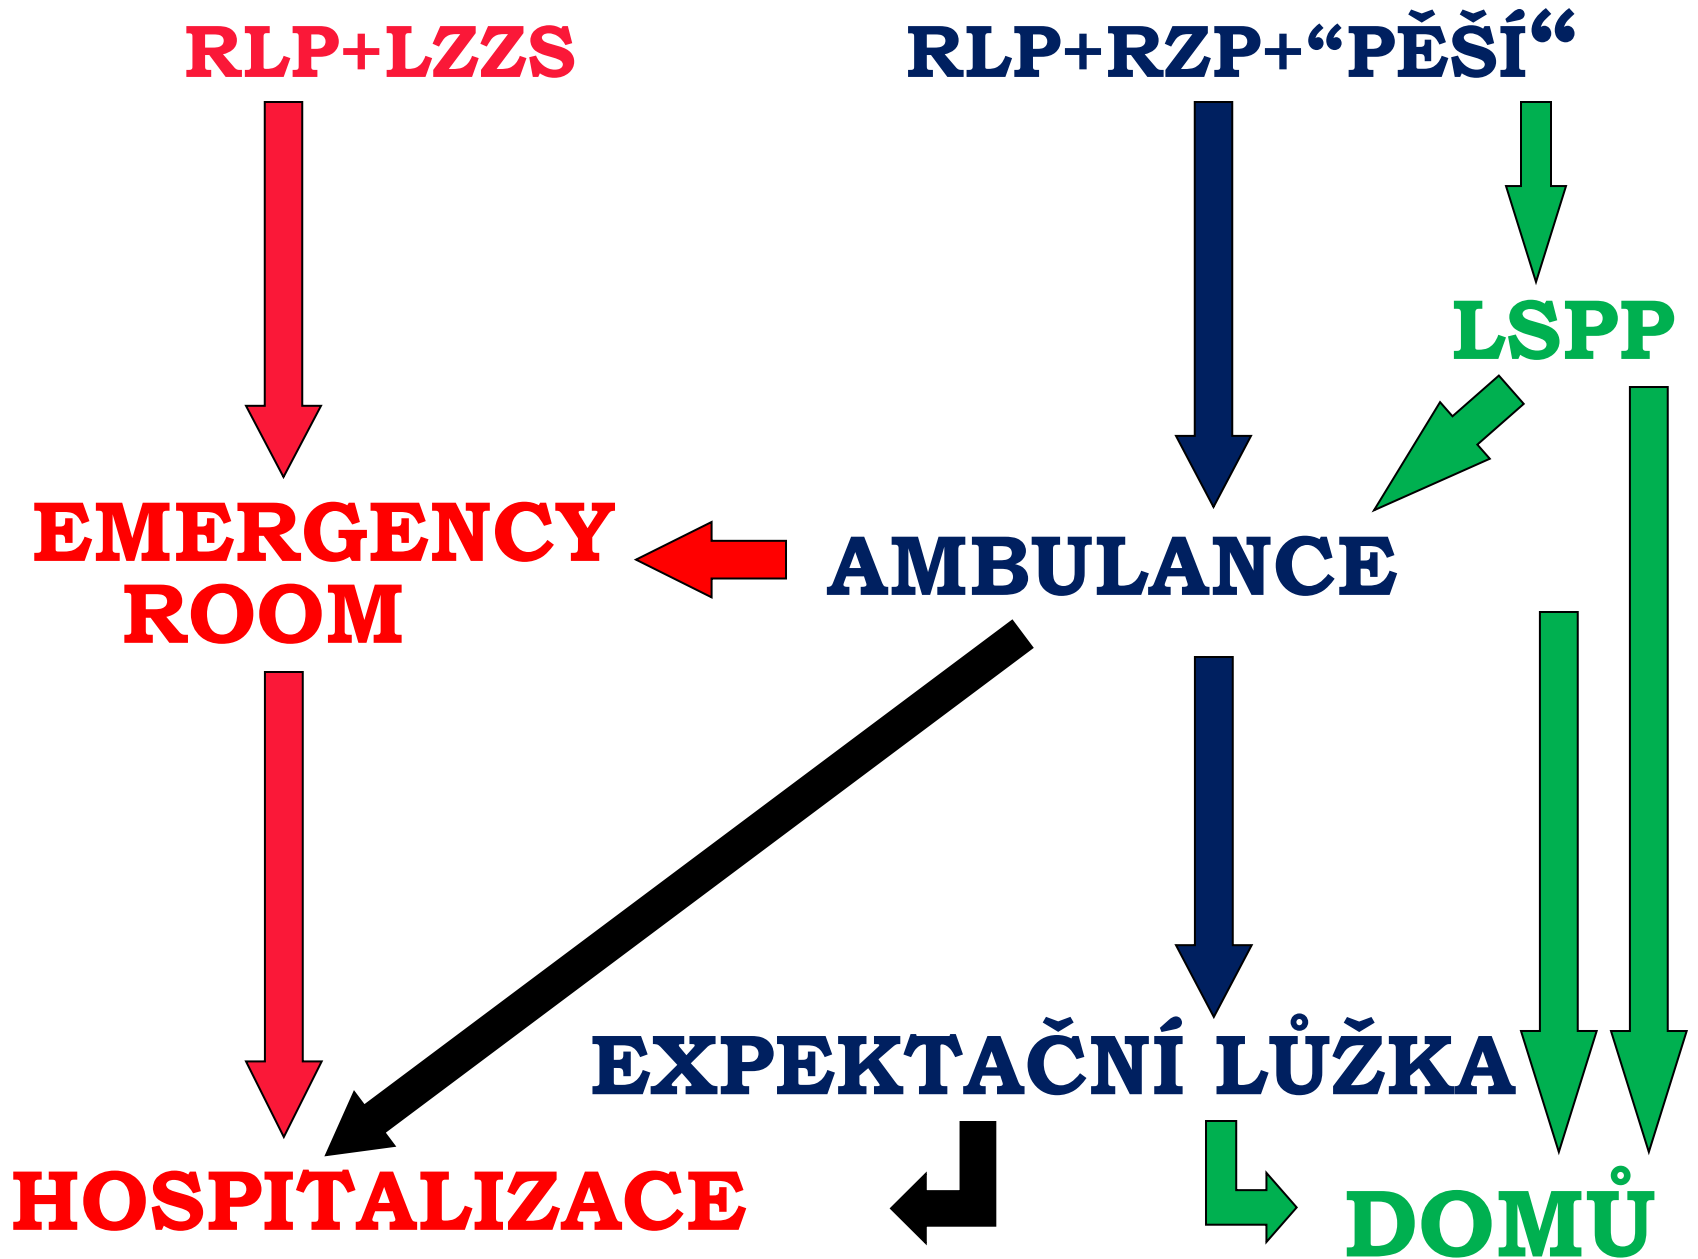 RLP+LZZS
RLP+RZP+“PĚŠÍ“
LSPP
EMERGENCY
ROOM
AMBULANCE
EXPEKTAČNÍ LŮŽKA
HOSPITALIZACE
DOMŮ